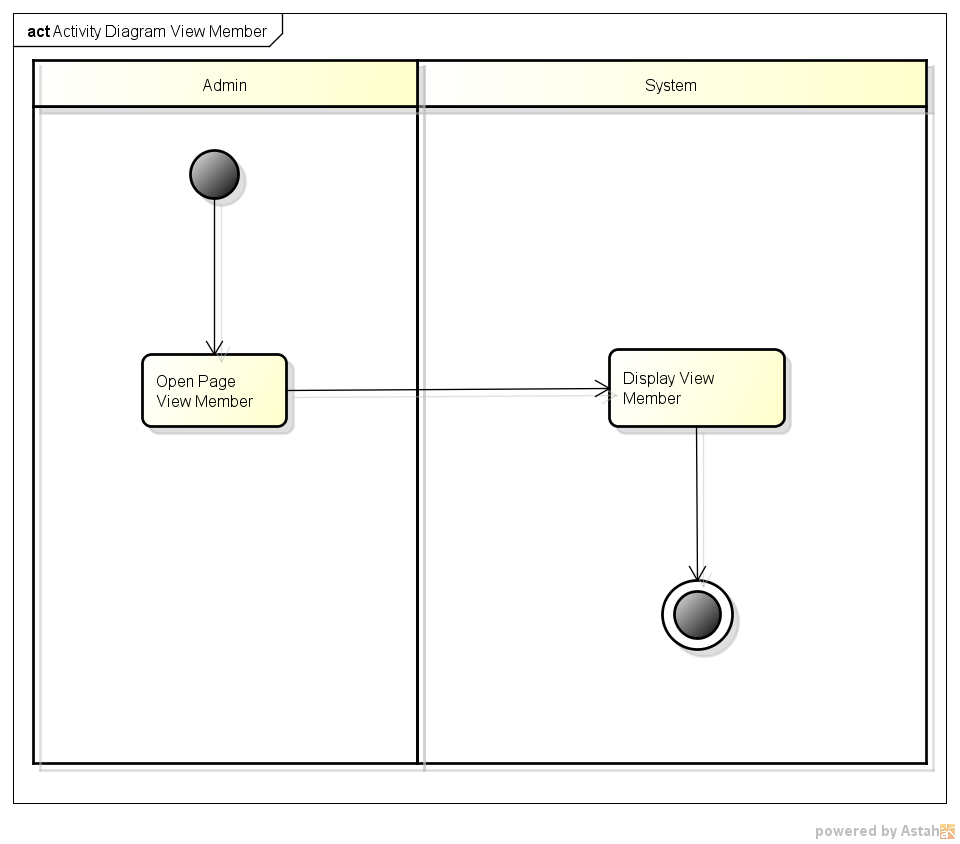 act Activity Diagram View Member
Admin
System
Open Page
View Member
Display View
Member
powered by Astah